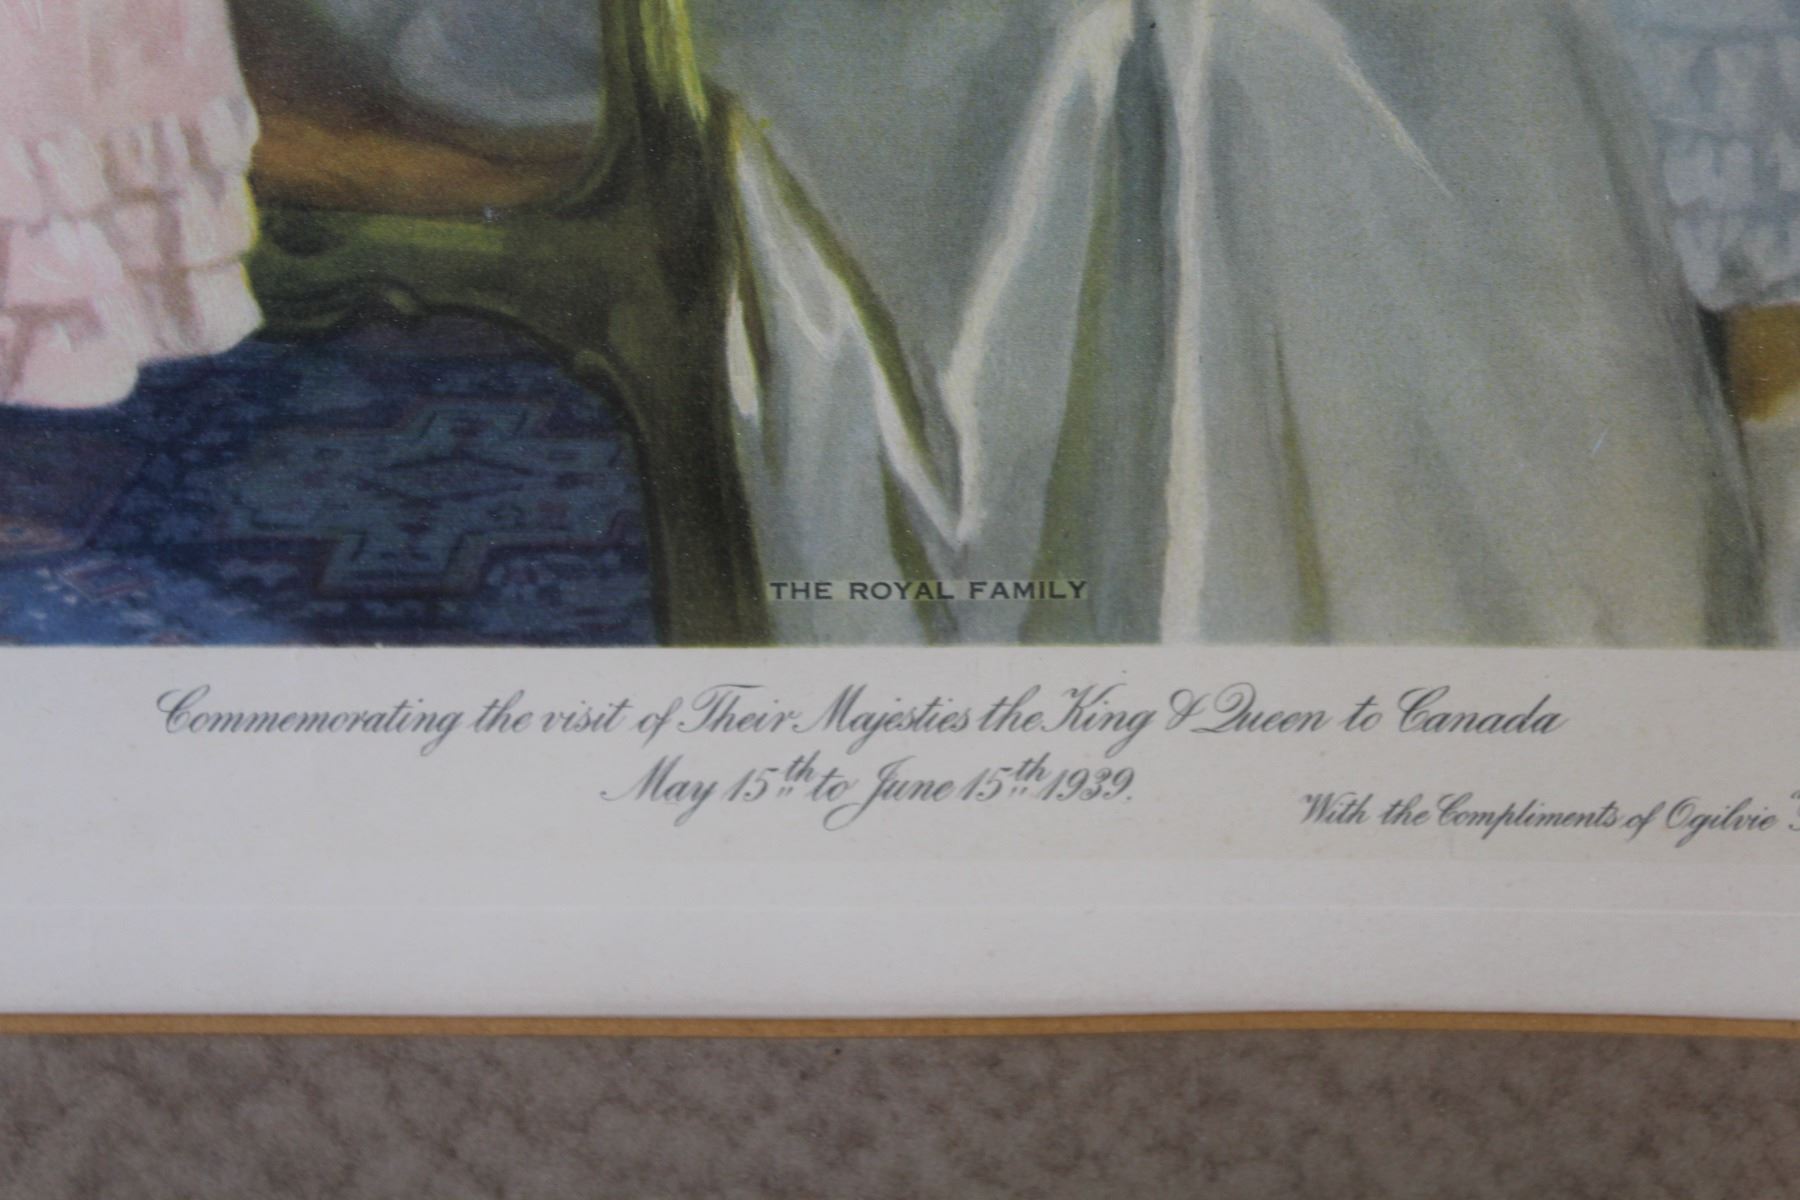 THE ROYAL FAMILY
Commemorating the visit of Their Majesties the King & Queen to Canada
May 15th to June 15th 1939.
With the Compliments of Ogilvie